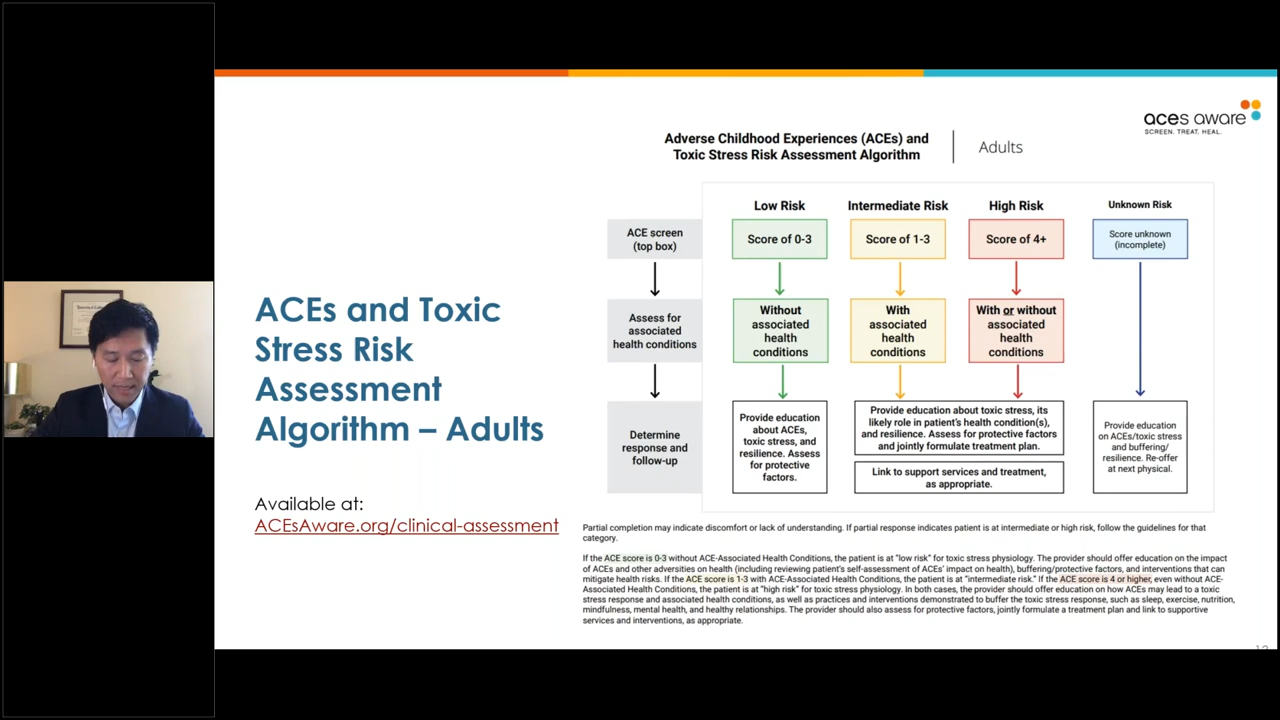 aces aware
SCREEN. TREAT. HEAL.
Adverse Childhood Experiences (ACEs) and
Toxic Stress Risk Assessment Algorithm
Adults
ACEs and Toxic
Stress Risk
Assessment
Algorithm – Adults
Available at:
ACEsAware.org/clinical-assessment
Low Risk
Intermediate Risk
High Risk
Unknown Risk
ACE screen
(top box)
Score of 0-3
Score of 1-3
Score of 4+
Score unknown
(incomplete)
Assess for
associated
health conditions
Without
associated
health
conditions
With
associated
health
conditions
With or without
associated
health
conditions
Determine
response and
follow-up
Provide education
about ACEs,
toxic stress, and
resilience. Assess
for protective
factors.
Provide education about toxic stress, its
likely role in patient's health condition(s),
and resilience. Assess for protective factors
and jointly formulate treatment plan.
Link to support services and treatment,
as appropriate.
Provide education
on ACEs/toxic stress
and buffering/
resilience. Re-offer
at next physical.
Partial completion may indicate discomfort or lack of understanding. If partial response indicates patient is at intermediate or high risk, follow the guidelines for that
category.
If the ACE score is 0-3 without ACE-Associated Health Conditions, the patient is at "low risk" for toxic stress physiology. The provider should offer education on the impact
of ACEs and other adversities on health (including reviewing patient's self-assessment of ACEs' impact on health), buffering/protective factors, and interventions that can
mitigate health risks. If the ACE score is 1-3 with ACE-Associated Health Conditions, the patient is at "intermediate risk." If the ACE score is 4 or higher, even without ACE-
Associated Health Conditions, the patient is at "high risk" for toxic stress physiology. In both cases, the provider should offer education on how ACEs may lead to a toxic
stress response and associated health conditions, as well as practices and interventions demonstrated to buffer the toxic stress response, such as sleep, exercise, nutrition,
mindfulness, mental health, and healthy relationships. The provider should also assess for protective factors, jointly formulate a treatment plan and link to supportive
services and interventions, as appropriate.